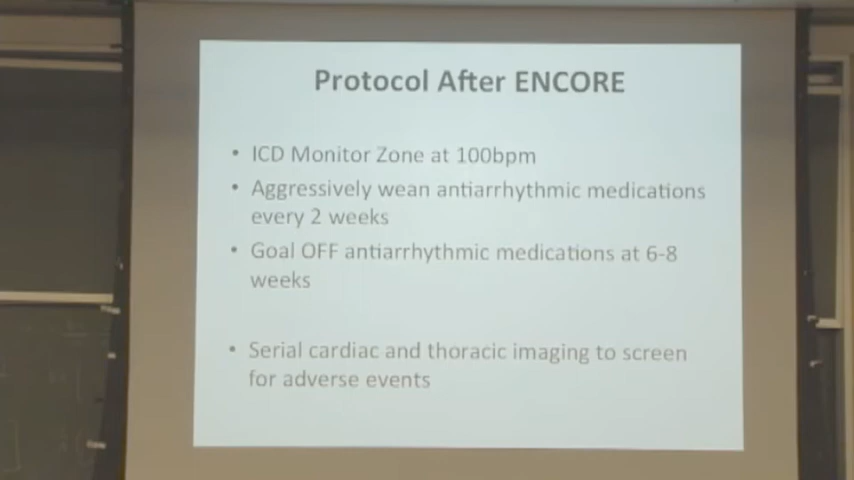 Protocol After ENCORE
• ICD Monitor Zone at 100bpm
• Aggressively wean antiarrhythmic medications
every 2 weeks
• Goal OFF antiarrhythmic medications at 6-8
weeks
• Serial cardiac and thoracic imaging to screen
for adverse events